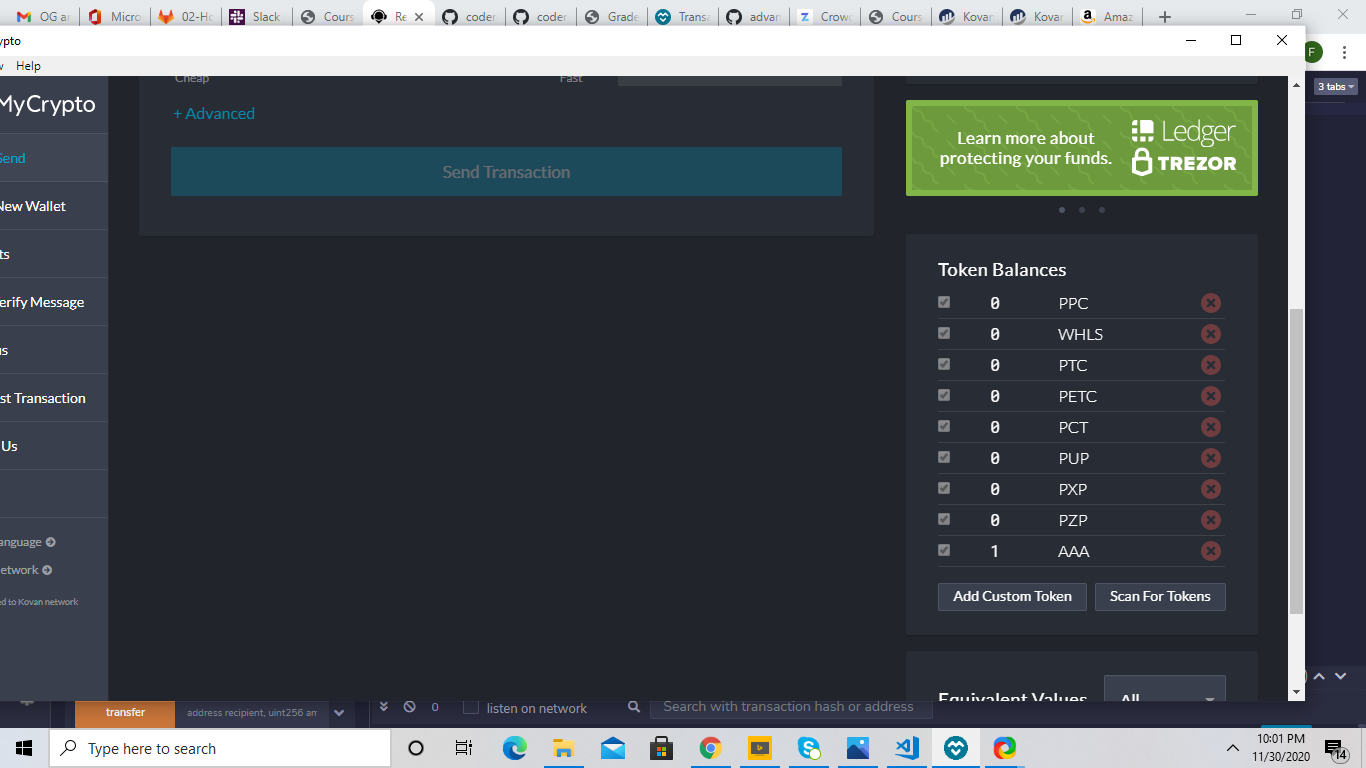 OG ar
Micro
02-Ho
Slack
Cours
Re
coder
coder
Grade
Transa
advan
Crowd
Cours
Kovan
Kovan
Amaz
ypto
Help
F
3 tabs
MyCrypto
Send
New Wallet
ts
erify Message
us
st Transaction
Us
anguage
etwork
ed to Kovan network
Cheap
Fast
+ Advanced
Send Transaction
Learn more about
protecting your funds.
Ledger
TREZOR
Token Balances
0 PPC
0 WHLS
0 PTC
0 PETC
0 PCT
0 PUP
0 PXP
0 PZP
1 AAA
Add Custom Token
Scan For Tokens
Equivalent Values
All
transfer
address recipient, uint256 am
0
listen on network
Search with transaction hash or address
Type here to search
10:01 PM
11/30/2020
14